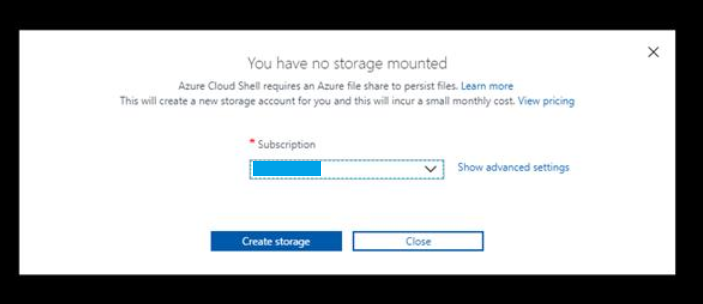 You have no storage mounted
Azure Cloud Shell requires an Azure file share to persist files. Learn more
This will create a new storage account for you and this will incur a small monthly cost. View pricing
* Subscription
Show advanced settings
Create storage
Close